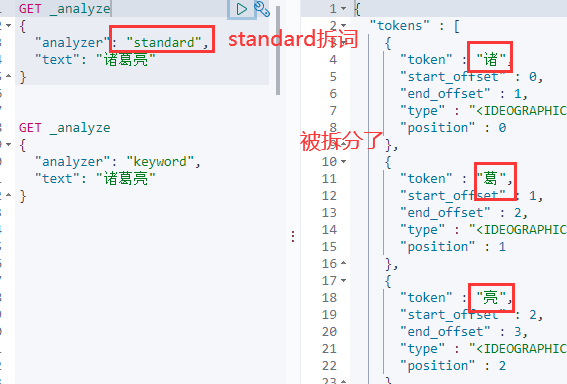 GET _analyze
{
"analyzer": "standard",
"text": "诸葛亮"
}
GET _analyze
{
"analyzer": "keyword",
"text": "诸葛亮"
}
standard拆词
被拆分了
1 {
2 "tokens" : [
3 {
4 "token" : "诸",
5 "start_offset" : 0,
6 "end_offset" : 1,
7 "type" : "<IDEOGRAPHIC
8 "position" : 0
9 },
10 {
11 "token" : "葛",
12 "start_offset" : 1,
13 "end_offset" : 2,
14 "type" : "<IDEOGRAPHIC
15 "position" : 1
16 },
17 {
18 "token" : "亮",
19 "start_offset" : 2,
20 "end_offset" : 3,
21 "type" : "<IDEOGRAPHIC
22 "position" : 2
23 }